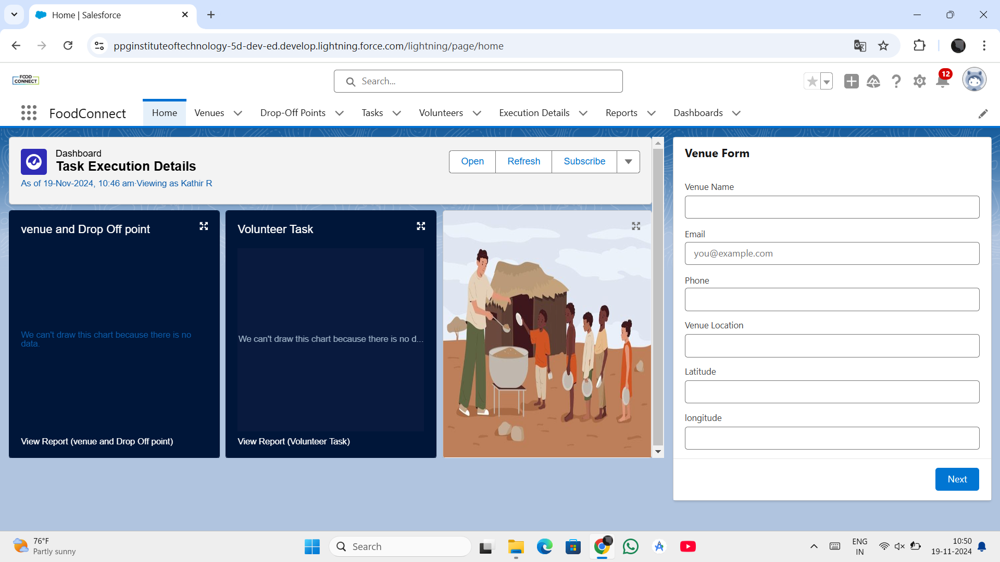 Home | Salesforce
ppginstituteoftechnology-5d-dev-ed.develop.lightning.force.com/lightning/page/home
FOOD
CONNECT
Search...
12
FoodConnect
Home
Venues
Drop-Off Points
Tasks
Volunteers
Execution Details
Reports
Dashboards
Dashboard
Task Execution Details
As of 19-Nov-2024, 10:46 am·Viewing as Kathir R
Open
Refresh
Subscribe
venue and Drop Off point
We can't draw this chart because there is no
data.
View Report (venue and Drop Off point)
Volunteer Task
We can't draw this chart because there is no d...
View Report (Volunteer Task)
Venue Form
Venue Name
Email
you@example.com
Phone
Venue Location
Latitude
longitude
Next
76°F
Partly sunny
Search
ENG
IN
10:50
19-11-2024